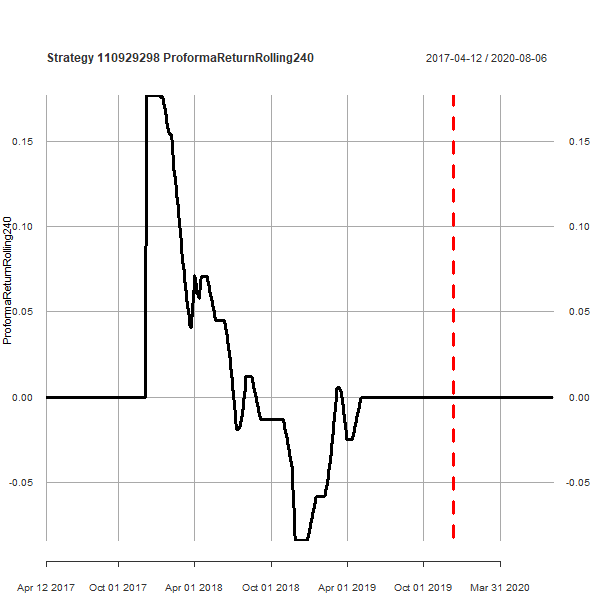 Strategy 110929298 ProformaReturnRolling240
2017-04-12 / 2020-08-06
ProformaReturnRolling240
0.15 0.15
0.10 0.10
0.05 0.05
0.00 0.00
-0.05 -0.05
Apr 12 2017 Oct 01 2017 Apr 01 2018 Oct 01 2018 Apr 01 2019 Oct 01 2019 Mar 31 2020